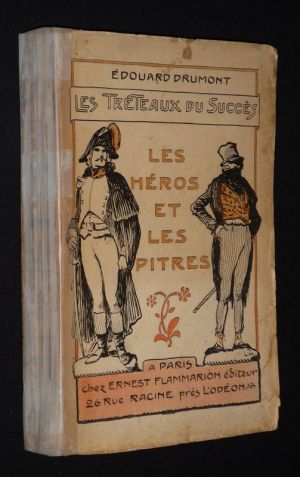 ÉDOUARD DRUMONT
LES TRÉTEAUX DU SUCCÈS
LES
HÉROS
ET
LES
PITRES
A PARIS
chez ERNEST FLAMMARION éditeur
26 RUE RACINE près L'ODÉON